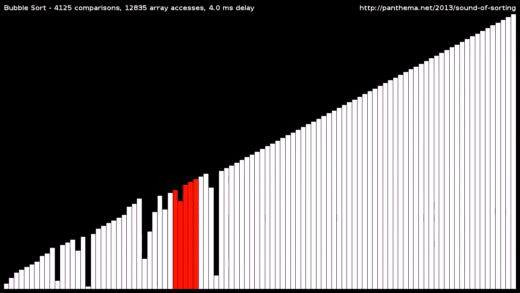 Bubble Sort - 4125 comparisons, 12835 array accesses, 4.0 ms delay
http://panthema.net/2013/sound-of-sorting